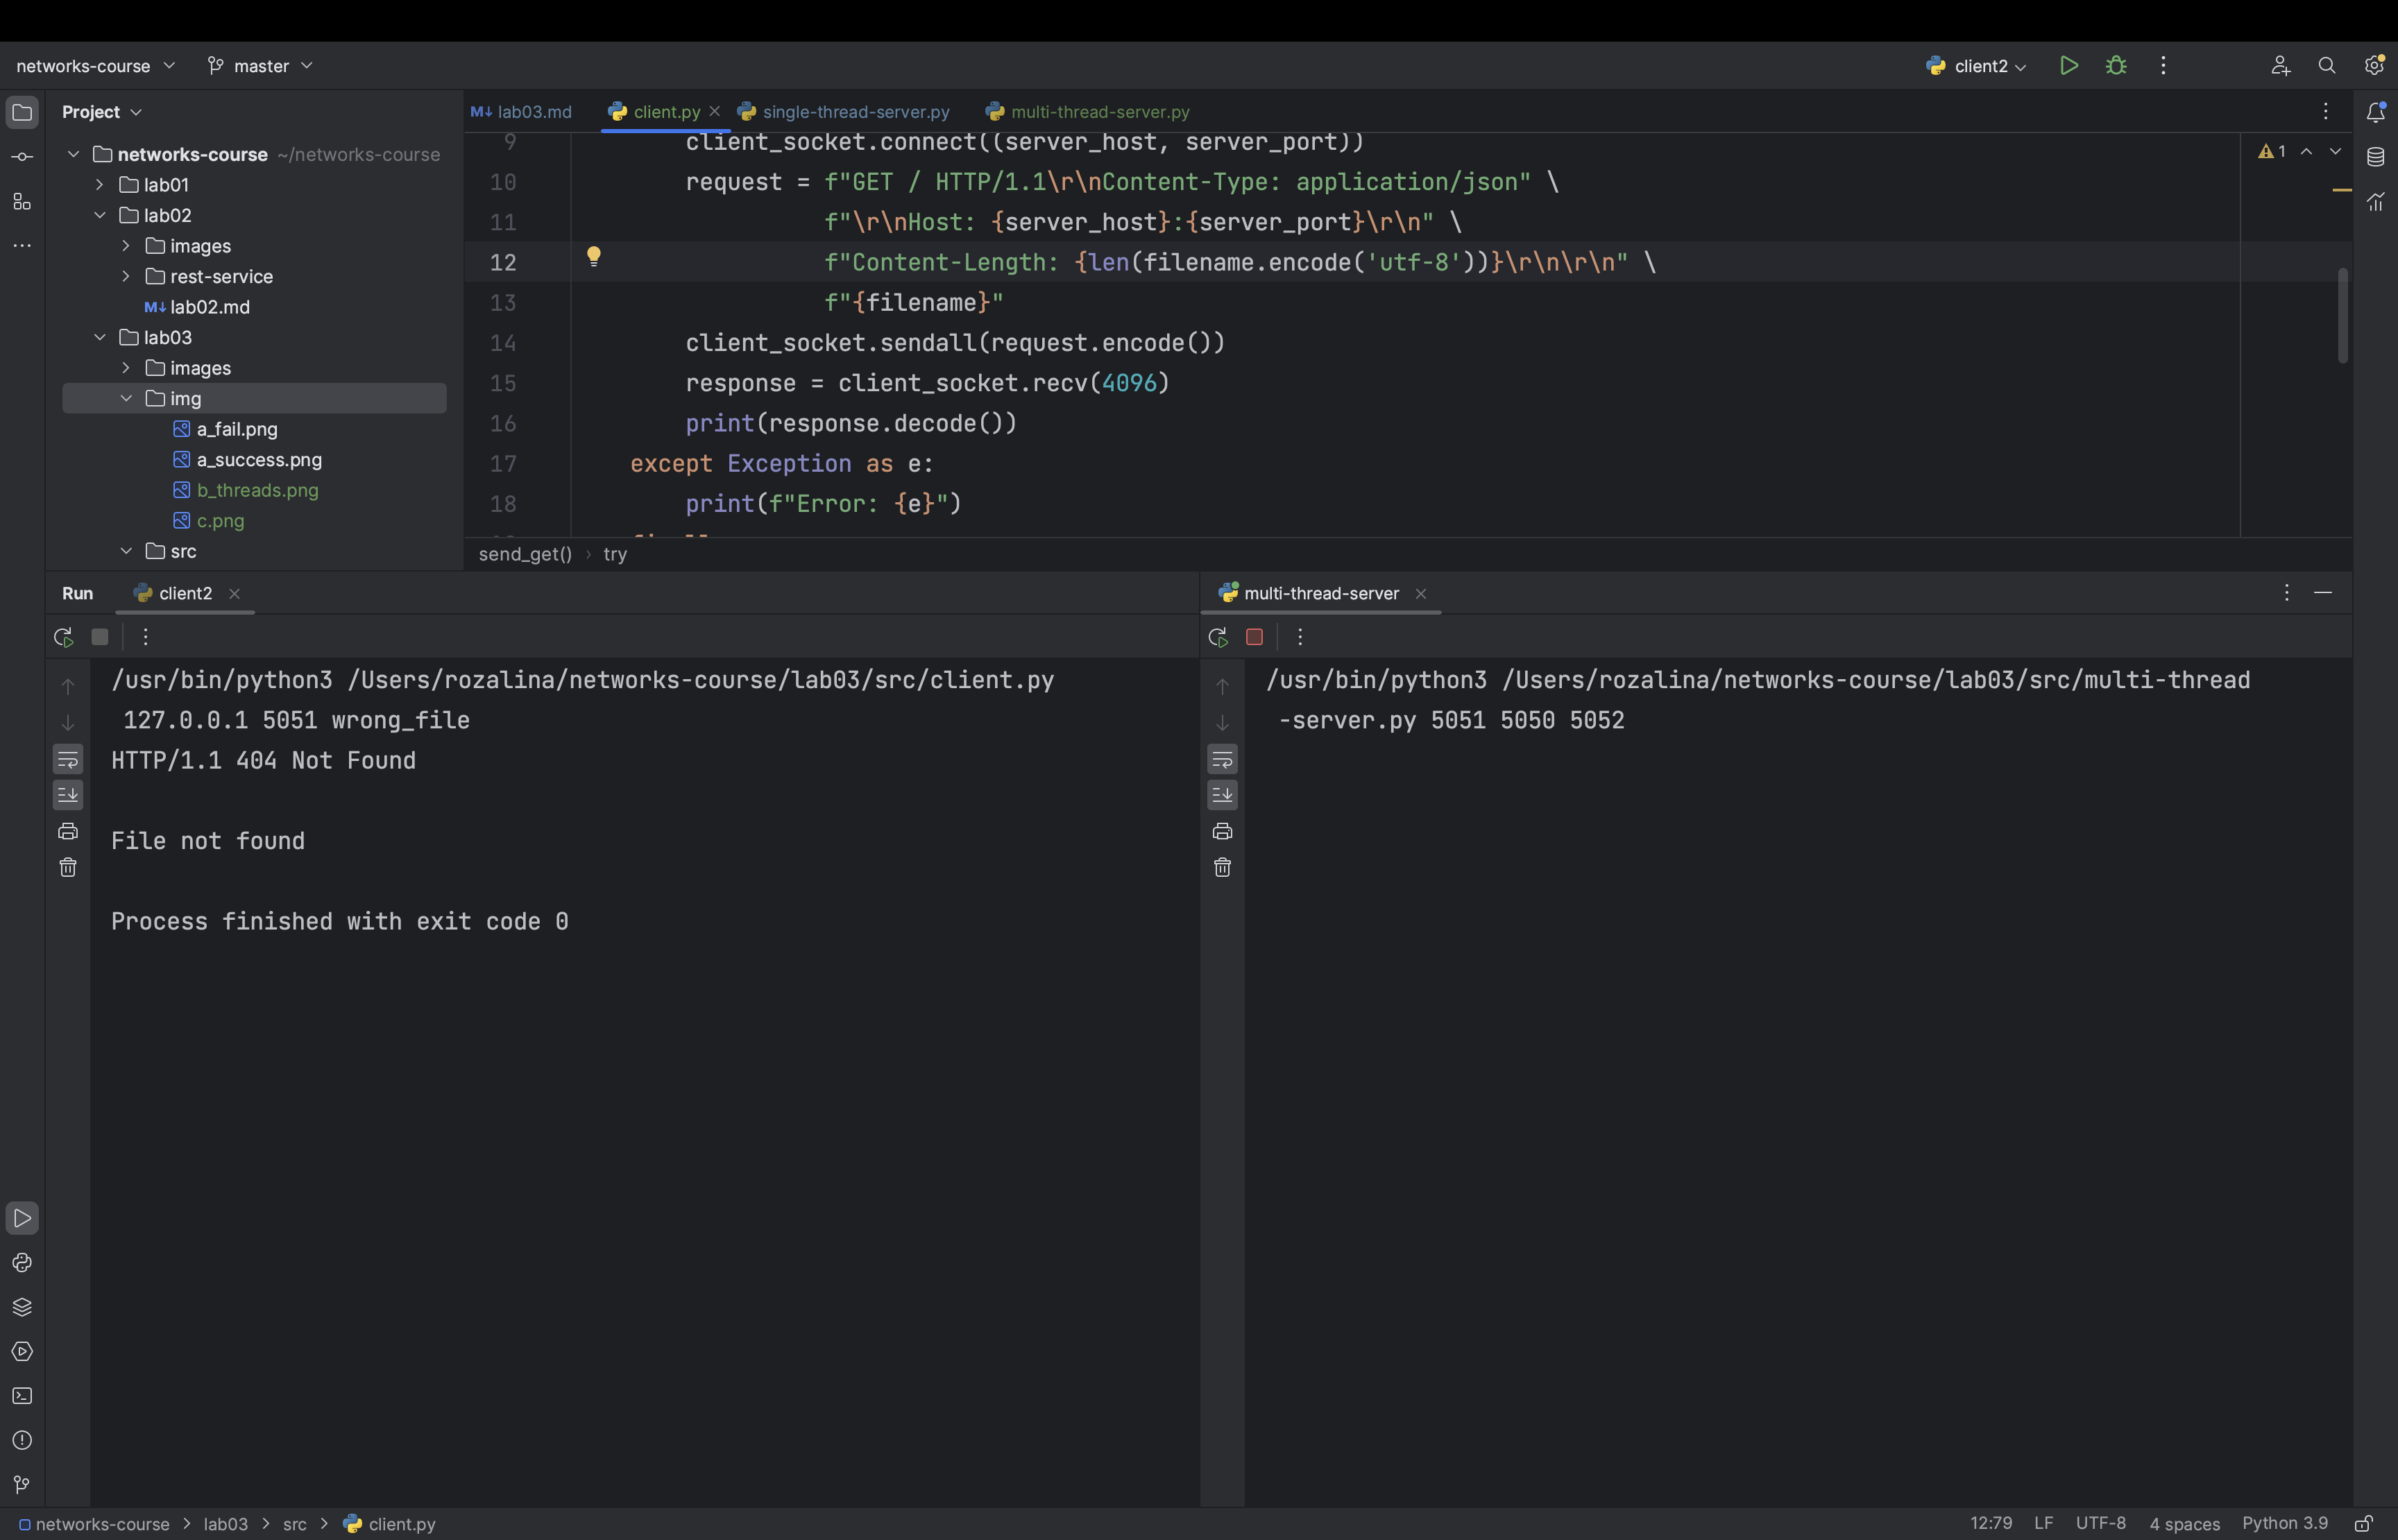 networks-course
master
client2
Project
networks-course ~/networks-course
lab01
lab02
images
rest-service
M↓ lab02.md
lab03
images
img
a_fail.png
a_success.png
b_threads.png
c.png
src
M↓ lab03.md
client.py
single-thread-server.py
multi-thread-server.py
1
9 client_socket.connect((server_host, server_port))
10 request = f"GET / HTTP/1.1\r\nContent-Type: application/json" \
11 f"\r\nHost: {server_host}:{server_port}\r\n" \
12 f"Content-Length: {len(filename.encode('utf-8'))}\r\n\r\n" \
13 f"{filename}"
14 client_socket.sendall(request.encode())
15 response = client_socket.recv(4096)
16 print(response.decode())
17 except Exception as e:
18 print(f"Error: {e}")
send_get() › try
Run
client2
/usr/bin/python3 /Users/rozalina/networks-course/lab03/src/client.py
127.0.0.1 5051 wrong_file
HTTP/1.1 404 Not Found
File not found
Process finished with exit code 0
multi-thread-server
/usr/bin/python3 /Users/rozalina/networks-course/lab03/src/multi-thread
-server.py 5051 5050 5052
networks-course > lab03 > src > client.py
12:79 LF UTF-8 4 spaces Python 3.9